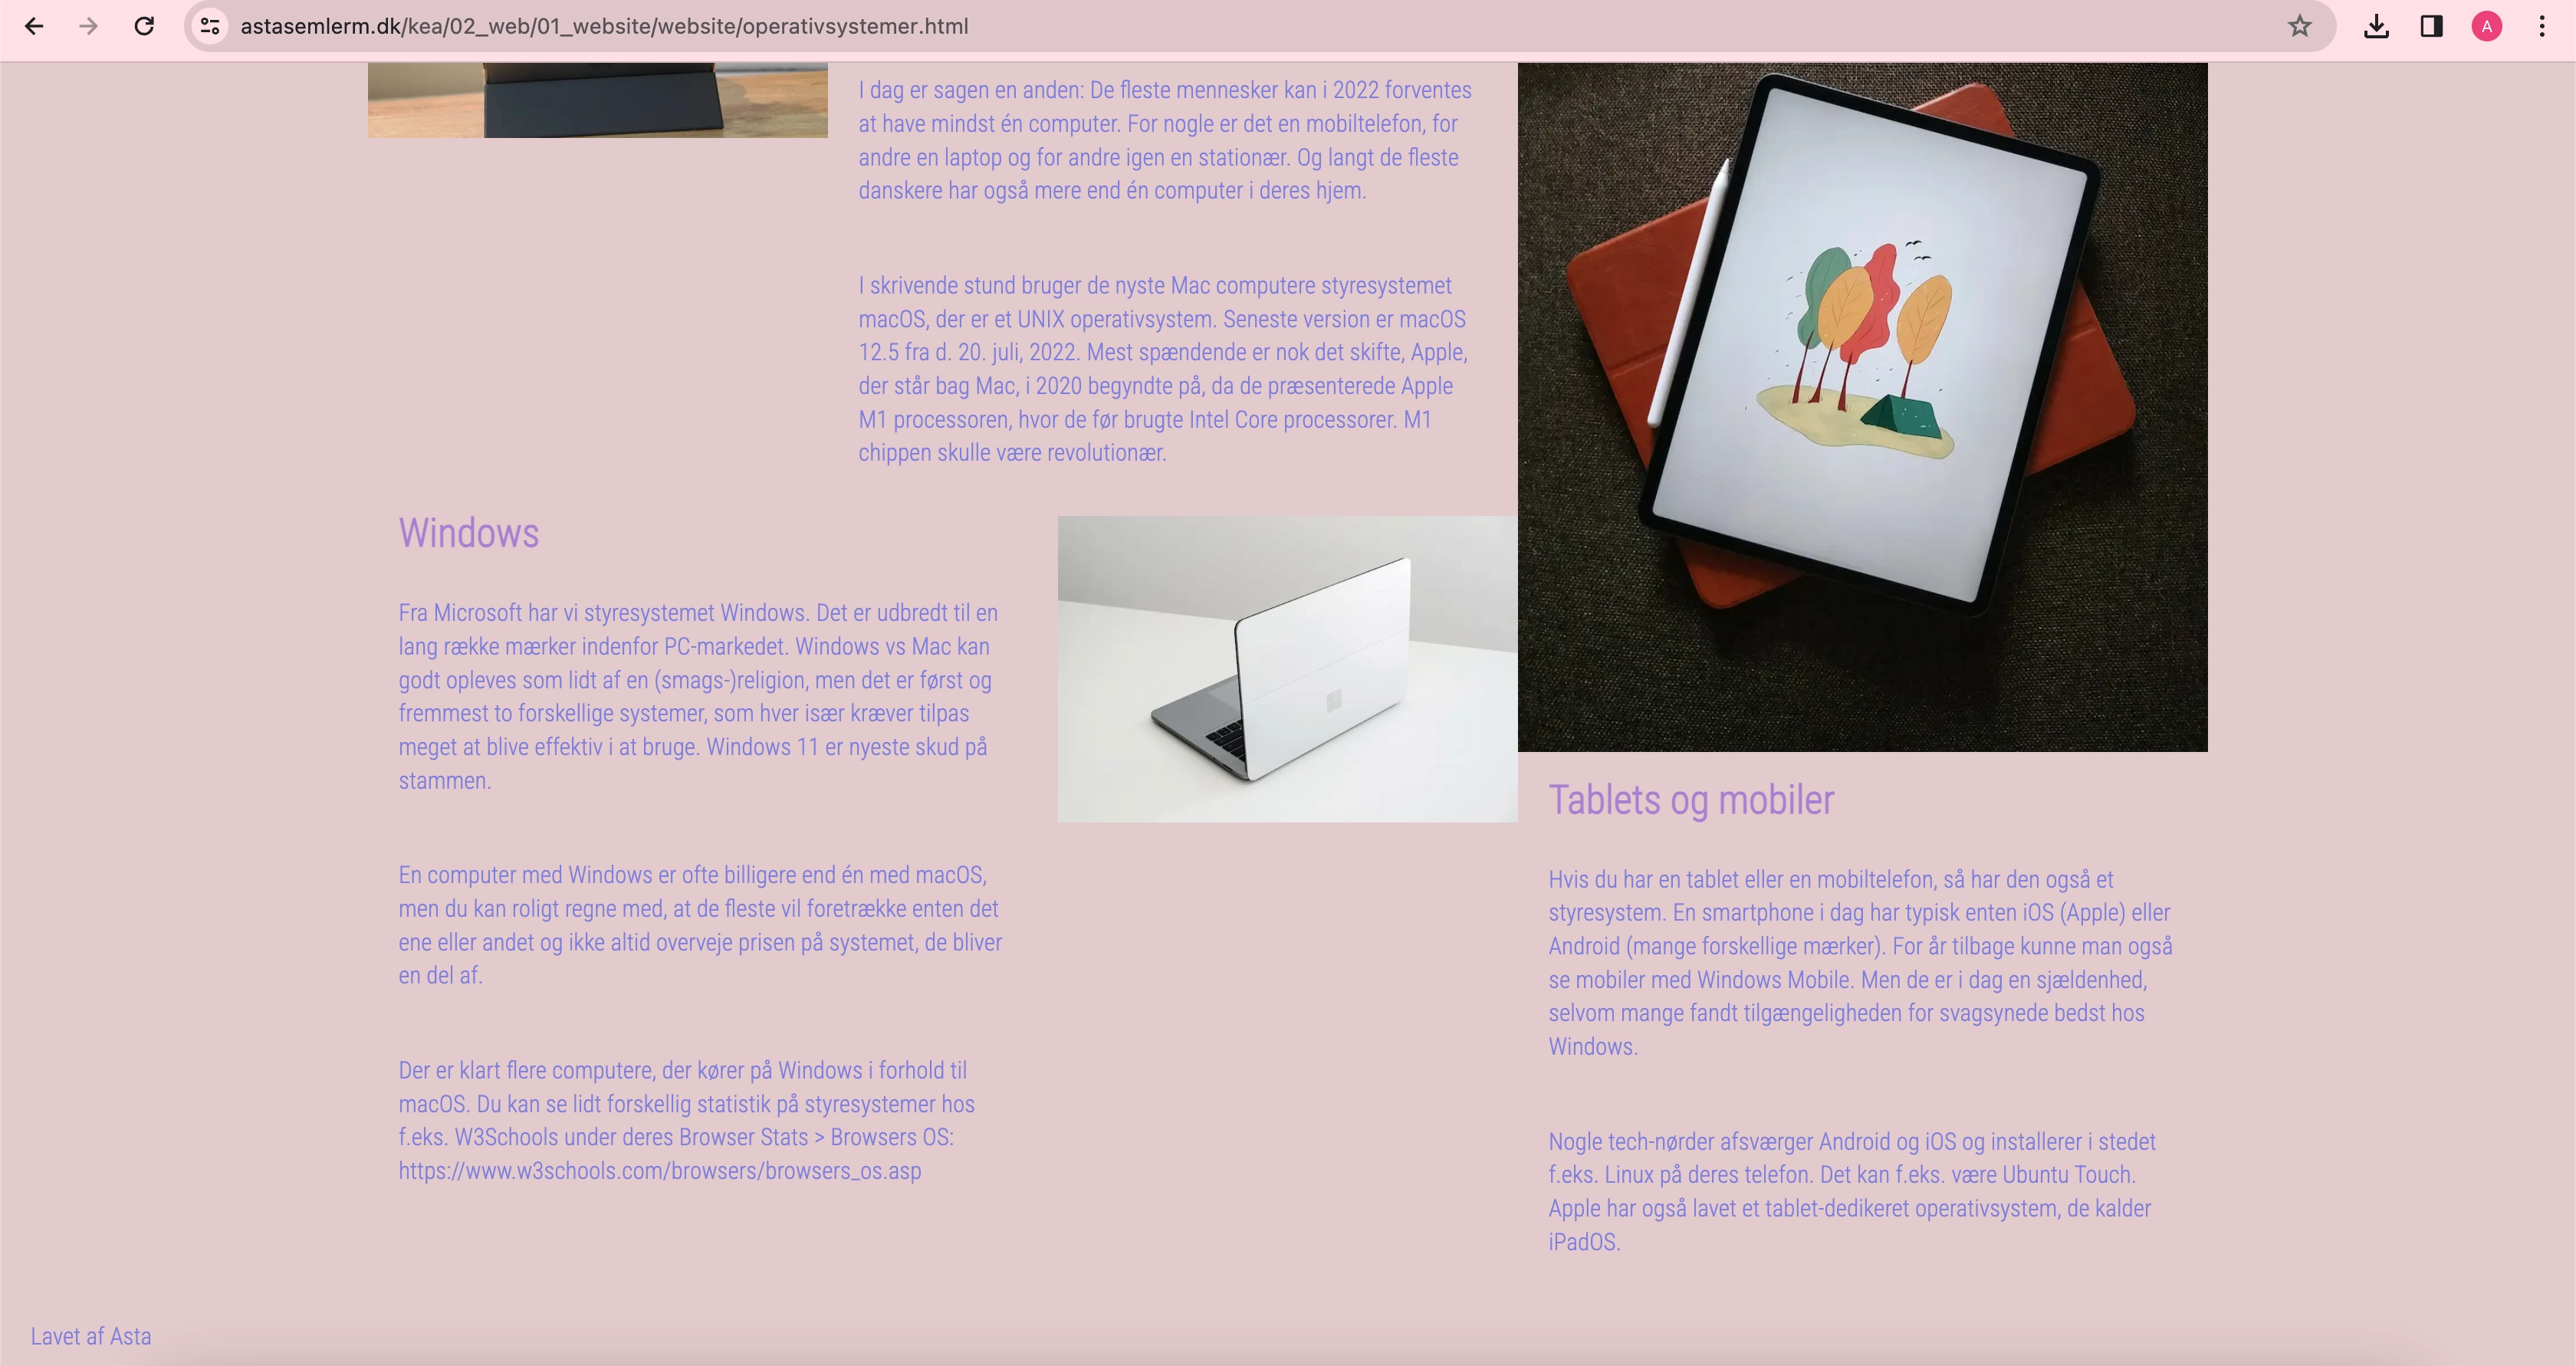 astasemlerm.dk/kea/02_web/01_website/website/operativsystemer.html
A
I dag er sagen en anden: De fleste mennesker kan i 2022 forventes
at have mindst én computer. For nogle er det en mobiltelefon, for
andre en laptop og for andre igen en stationær. Og langt de fleste
danskere har også mere end én computer i deres hjem.
I skrivende stund bruger de nyste Mac computere styresystemet
macOS, der er et UNIX operativsystem. Seneste version er macOS
12.5 fra d. 20. juli, 2022. Mest spændende er nok det skifte, Apple,
der står bag Mac, i 2020 begyndte på, da de præsenterede Apple
M1 processoren, hvor de før brugte Intel Core processorer. M1
chippen skulle være revolutionær.
Windows
Fra Microsoft har vi styresystemet Windows. Det er udbredt til en
lang række mærker indenfor PC-markedet. Windows vs Mac kan
godt opleves som lidt af en (smags-)religion, men det er først og
fremmest to forskellige systemer, som hver især kræver tilpas
meget at blive effektiv i at bruge. Windows 11 er nyeste skud på
stammen.
En computer med Windows er ofte billigere end én med macOS,
men du kan roligt regne med, at de fleste vil foretrække enten det
ene eller andet og ikke altid overveje prisen på systemet, de bliver
en del af.
Der er klart flere computere, der kører på Windows i forhold til
macOS. Du kan se lidt forskellig statistik på styresystemer hos
f.eks. W3Schools under deres Browser Stats > Browsers OS:
https://www.w3schools.com/browsers/browsers_os.asp
Tablets og mobiler
Hvis du har en tablet eller en mobiltelefon, så har den også et
styresystem. En smartphone i dag har typisk enten iOS (Apple) eller
Android (mange forskellige mærker). For år tilbage kunne man også
se mobiler med Windows Mobile. Men de er i dag en sjældenhed,
selvom mange fandt tilgængeligheden for svagsynede bedst hos
Windows.
Nogle tech-nørder afsværger Android og iOS og installerer i stedet
f.eks. Linux på deres telefon. Det kan f.eks. være Ubuntu Touch.
Apple har også lavet et tablet-dedikeret operativsystem, de kalder
iPadOS.
Lavet af Asta